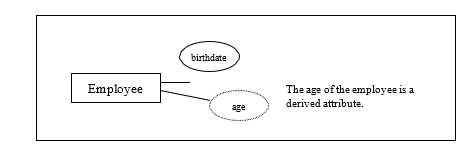 birthdate
Employee
age
The age of the employee is a
derived attribute.